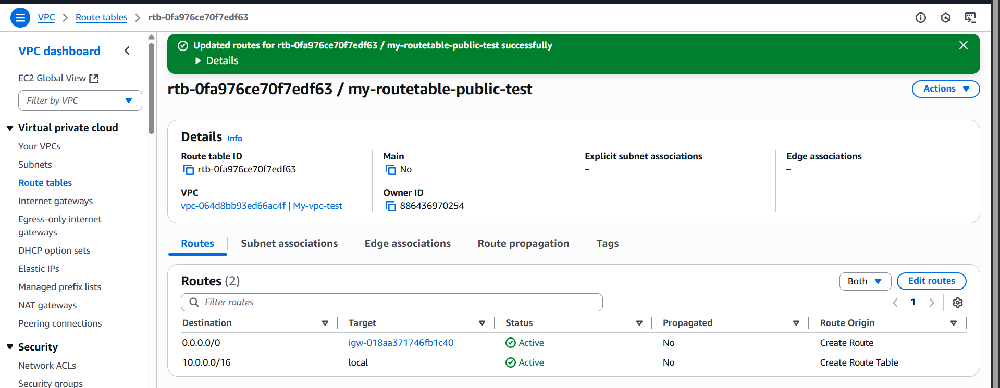 VPC > Route tables > rtb-0fa976ce70f7edf63
VPC dashboard
EC2 Global View
Filter by VPC
Virtual private cloud
Your VPCs
Subnets
Route tables
Internet gateways
Egress-only internet
gateways
DHCP option sets
Elastic IPs
Managed prefix lists
NAT gateways
Peering connections
Security
Network ACLs
Security groups
Updated routes for rtb-0fa976ce70f7edf63 / my-routetable-public-test successfully
Details
rtb-0fa976ce70f7edf63 / my-routetable-public-test
Actions
Details Info
Route table ID
rtb-0fa976ce70f7edf63
Main
No
Explicit subnet associations
–
Edge associations
–
VPC
vpc-064d8bb93ed66ac4f | My-vpc-test
Owner ID
886436970254
Routes Subnet associations Edge associations Route propagation Tags
Routes (2)
Both Edit routes
Filter routes
1
Destination Target Status Propagated Route Origin
0.0.0.0/0 igw-018aa371746fb1c40 Active No Create Route
10.0.0.0/16 local Active No Create Route Table